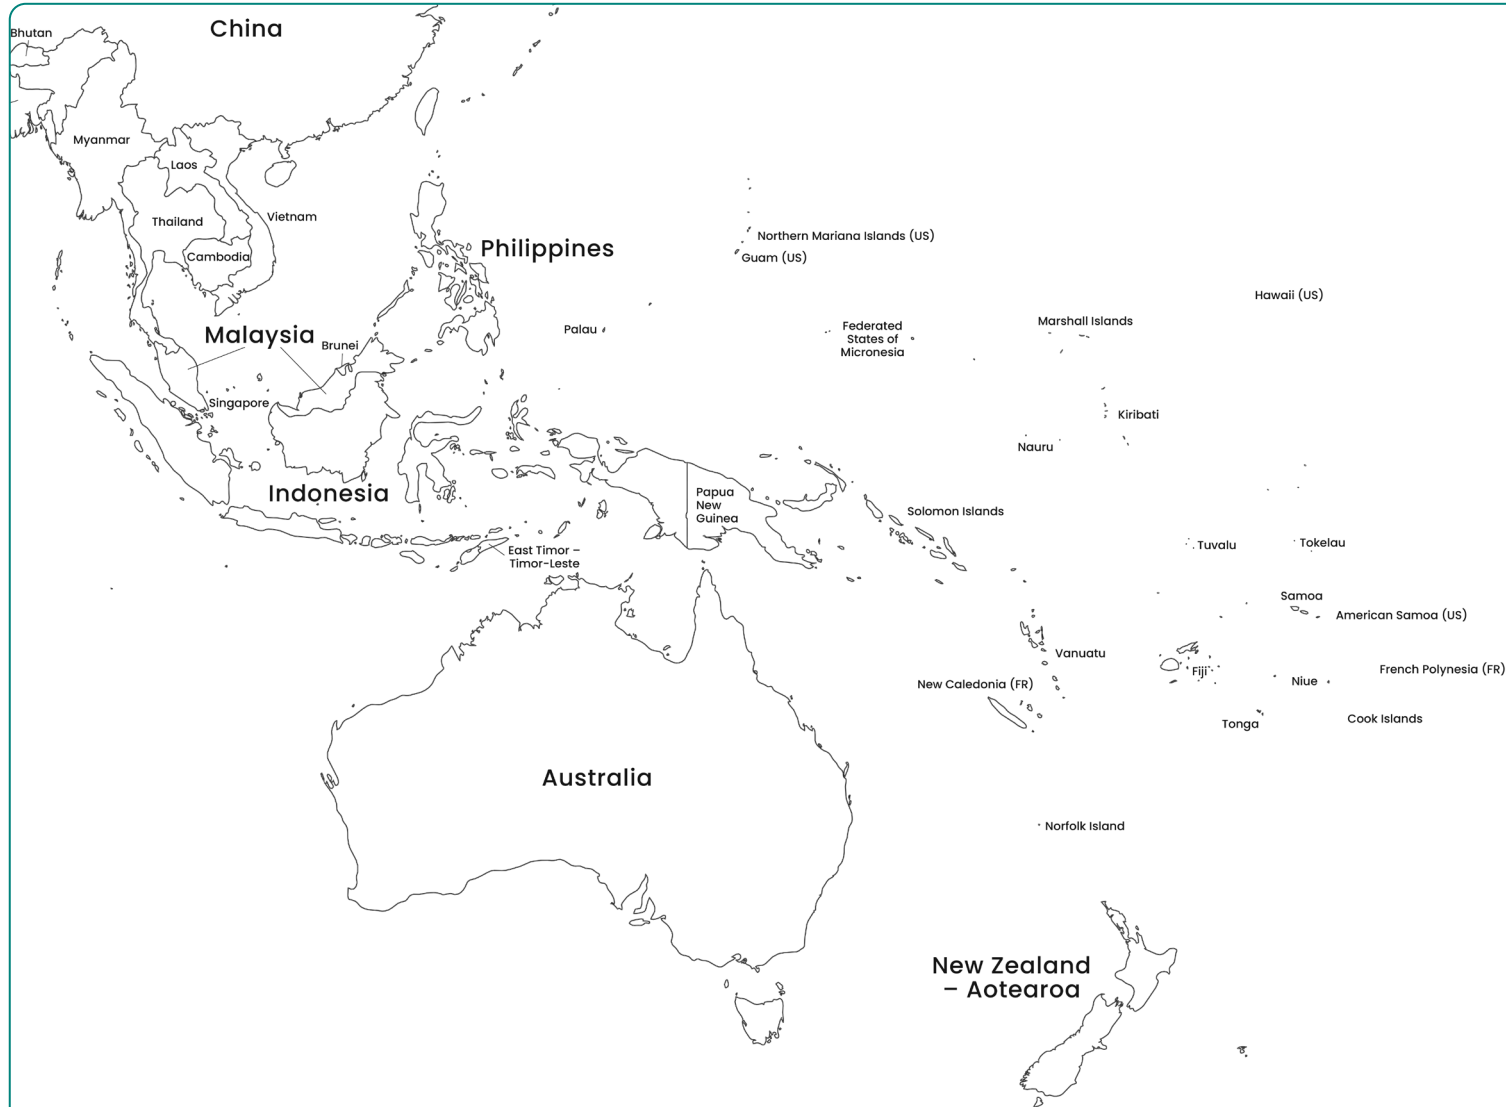 China
Bhutan
Myanmar
Laos
Thailand
Vietnam
Cambodia
Philippines
Northern Mariana Islands (US)
Guam (US)
Hawaii (US)
Malaysia
Brunei
Palau
Federated
States of
Micronesia
Marshall Islands
Singapore
Kiribati
Nauru
Indonesia
Papua
New
Guinea
Solomon Islands
East Timor –
Timor-Leste
Tuvalu
Tokelau
Samoa
American Samoa (US)
Vanuatu
Fiji
French Polynesia (FR)
New Caledonia (FR)
Niue
Tonga
Cook Islands
Australia
Norfolk Island
New Zealand
– Aotearoa